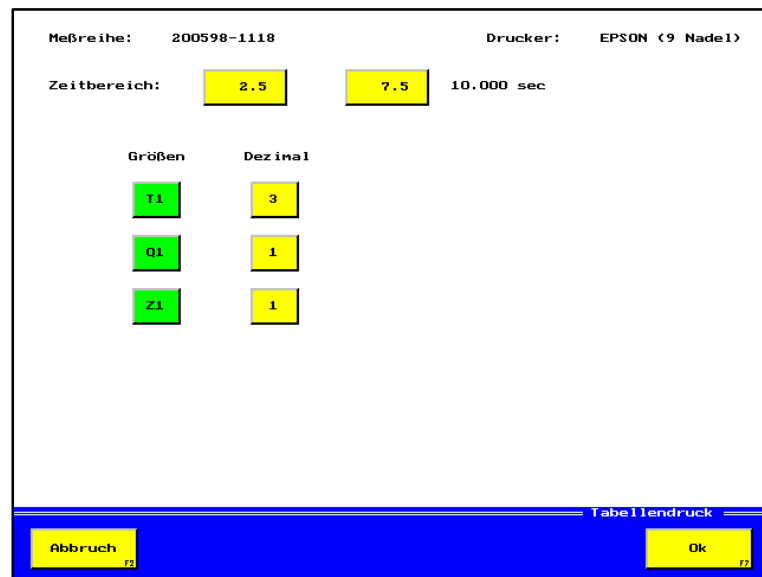 Meßreihe: 200598-1118 Drucker: EPSON (9 Nadel)
Zeitbereich: 2.5 7.5 10.000 sec
Größen Dezimal
T1 3
Q1 1
Z1 1
Tabellendruck
Abbruch F2 Ok F7